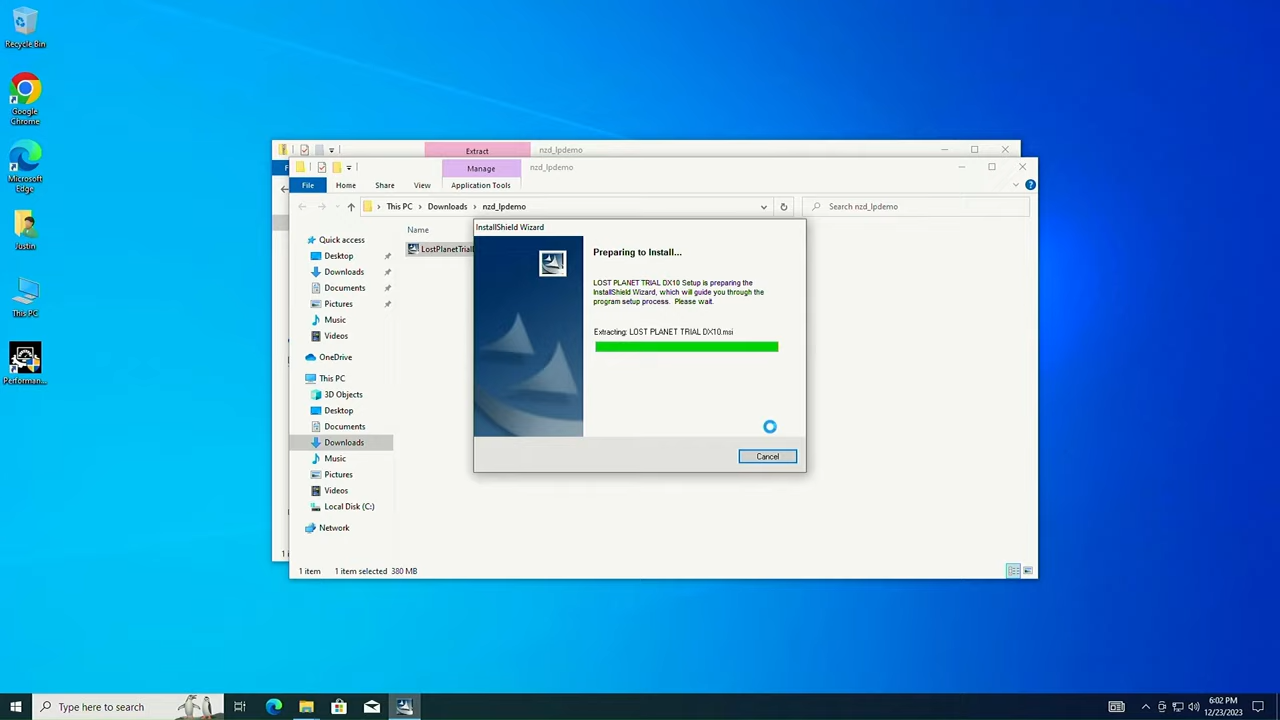 Recycle Bin
Google
Chrome
Microsoft
Edge
Justin
This PC
Performan...
Extract
nzd_lpdemo
Manage
nzd_lpdemo
File
Home
Share
View
Application Tools
This PC
Downloads
nzd_lpdemo
Search nzd_lpdemo
Quick access
Desktop
Downloads
Documents
Pictures
Music
Videos
OneDrive
This PC
3D Objects
Desktop
Documents
Downloads
Music
Pictures
Videos
Local Disk (C:)
Network
Name
InstallShield Wizard
Preparing to Install...
LOST PLANET TRIAL DX10 Setup is preparing the
InstallShield Wizard, which will guide you through the
program setup process. Please wait.
Extracting: LOST PLANET TRIAL DX10.msi
Cancel
1 item
1 item selected
380 MB
Type here to search
6:02 PM
12/23/2023